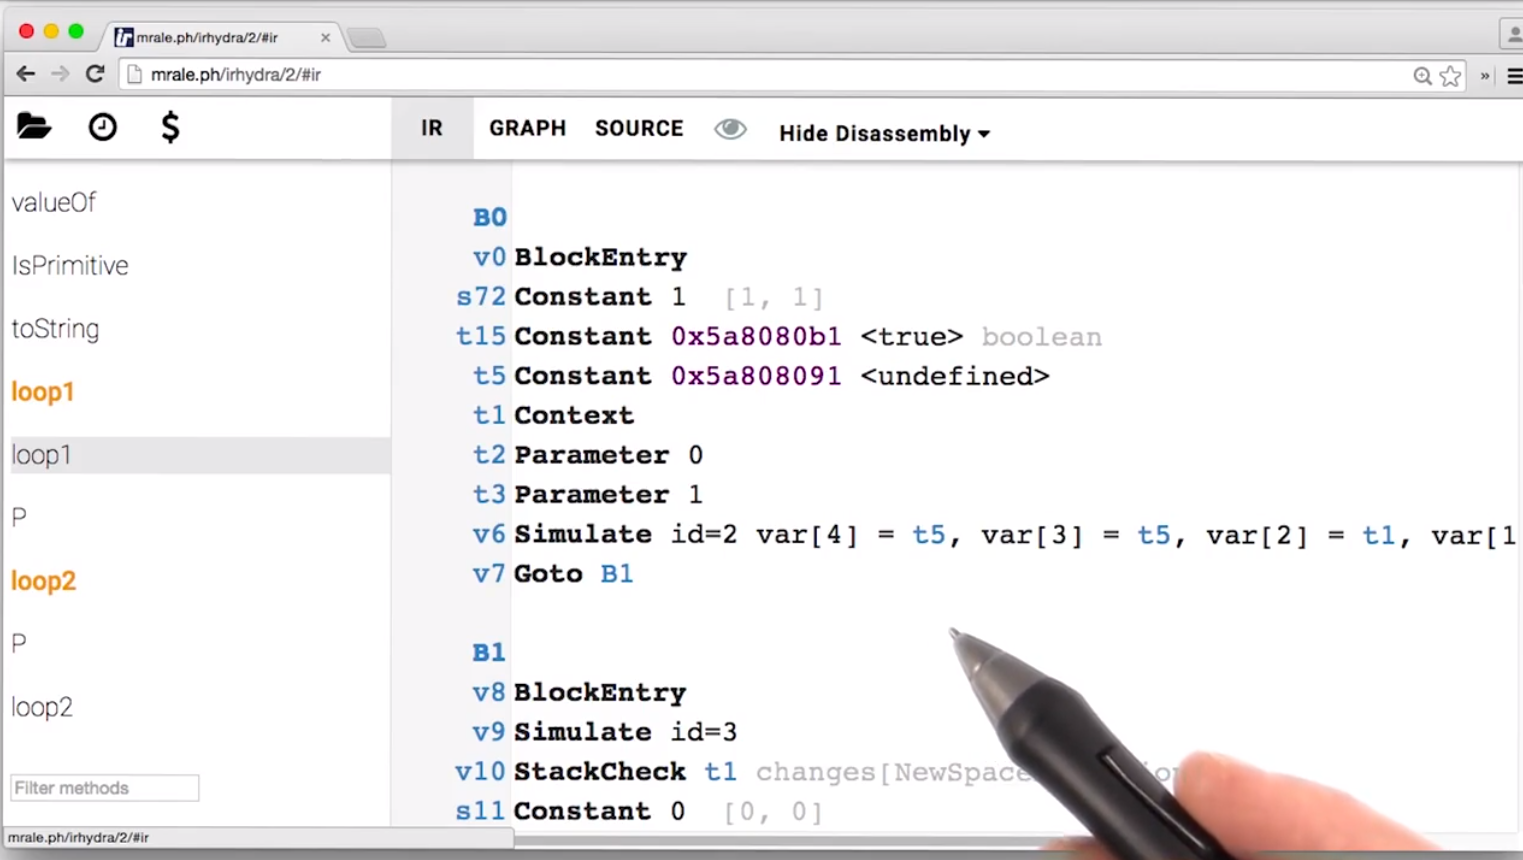 mrale.ph/irhydra/2/#ir
mrale.ph/irhydra/2/#ir
IR GRAPH SOURCE Hide Disassembly
valueOf
IsPrimitive
toString
loop1
loop1
P
loop2
P
loop2
Filter methods
mrale.ph/irhydra/2/#ir
B0
v0 BlockEntry
s72 Constant 1 [1, 1]
t15 Constant 0x5a8080b1 <true> boolean
t5 Constant 0x5a808091 <undefined>
t1 Context
t2 Parameter 0
t3 Parameter 1
v6 Simulate id=2 var[4] = t5, var[3] = t5, var[2] = t1, var[1
v7 Goto B1
B1
v8 BlockEntry
v9 Simulate id=3
v10 StackCheck t1 changes[NewSpace
s11 Constant 0 [0, 0]